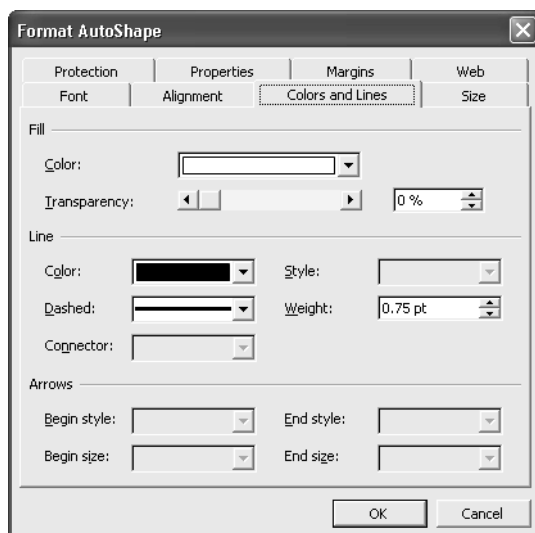 Format AutoShape
Protection Properties Margins Web
Font Alignment Colors and Lines Size
Fill
Color:
Transparency: 0 %
Line
Color: Style:
Dashed: Weight: 0.75 pt
Connector:
Arrows
Begin style: End style:
Begin size: End size:
OK Cancel